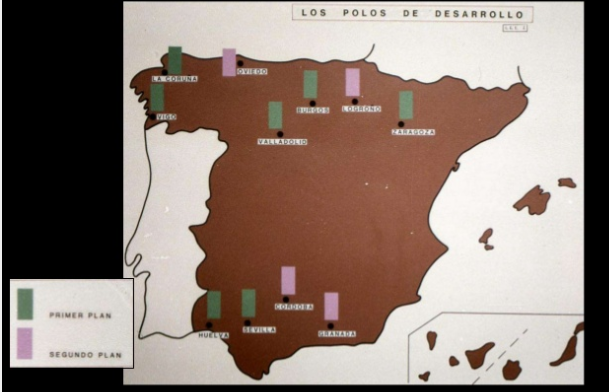 LOS POLOS DE DESARROLLO
LA CORUNA
OVIEDO
VIGO
BURGOS
LOGROÑO
ZARAGOZA
VALLADOLID
CORDOBA
HUELVA
SEVILLA
GRANADA
PRIMER PLAN
SEGUNDO PLAN